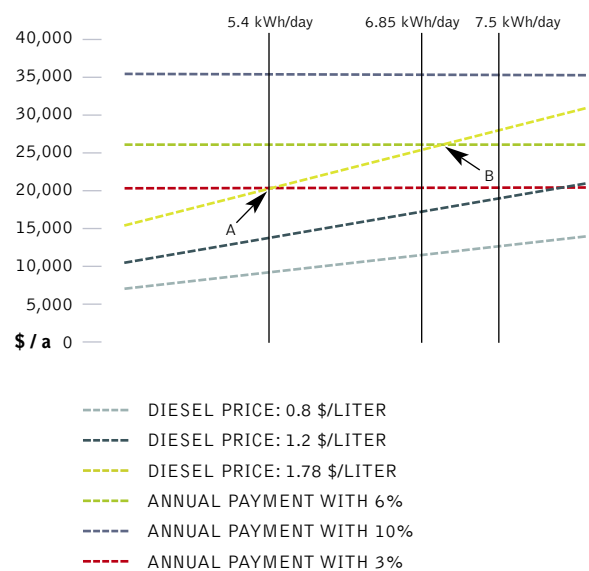 5.4 kWh/day 6.85 kWh/day 7.5 kWh/day
40,000
35,000
30,000
25,000
20,000
15,000
10,000
5,000
$ / a 0
A
B
DIESEL PRICE: 0.8 $/LITER
DIESEL PRICE: 1.2 $/LITER
DIESEL PRICE: 1.78 $/LITER
ANNUAL PAYMENT WITH 6%
ANNUAL PAYMENT WITH 10%
ANNUAL PAYMENT WITH 3%